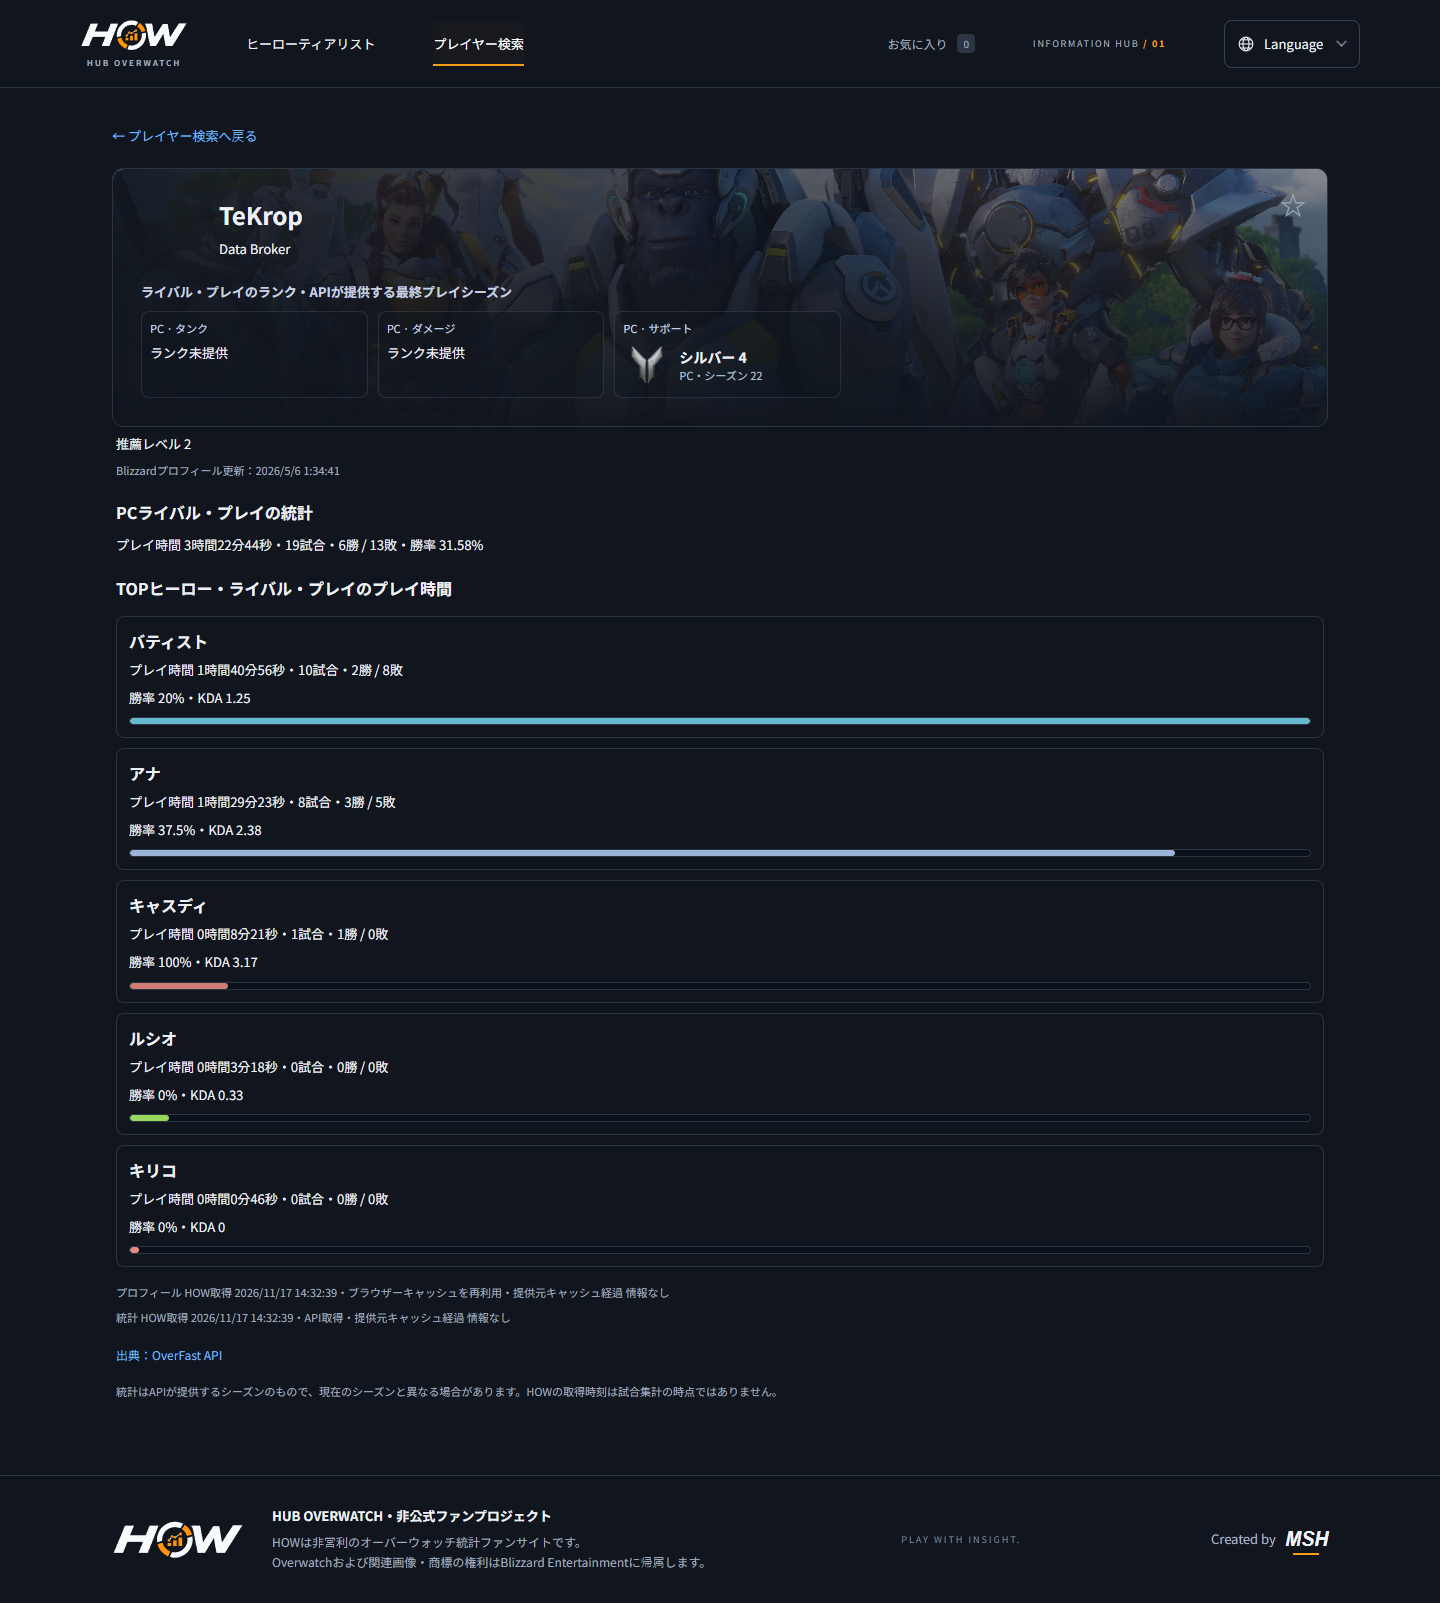 HOW
HUB OVERWATCH
ヒーローティアリスト
プレイヤー検索
お気に入り 0
INFORMATION HUB / 01
Language
← プレイヤー検索へ戻る
TeKrop
Data Broker
ライバル・プレイのランク・APIが提供する最終プレイシーズン
PC・タンク
ランク未提供
PC・ダメージ
ランク未提供
PC・サポート
シルバー 4
PC・シーズン 22
推薦レベル 2
Blizzardプロフィール更新：2026/5/6 1:34:41
PCライバル・プレイの統計
プレイ時間 3時間22分44秒・19試合・6勝 / 13敗・勝率 31.58%
TOPヒーロー・ライバル・プレイのプレイ時間
バティスト
プレイ時間 1時間40分56秒・10試合・2勝 / 8敗
勝率 20%・KDA 1.25
アナ
プレイ時間 1時間29分23秒・8試合・3勝 / 5敗
勝率 37.5%・KDA 2.38
キャスディ
プレイ時間 0時間8分21秒・1試合・1勝 / 0敗
勝率 100%・KDA 3.17
ルシオ
プレイ時間 0時間3分18秒・0試合・0勝 / 0敗
勝率 0%・KDA 0.33
キリコ
プレイ時間 0時間0分46秒・0試合・0勝 / 0敗
勝率 0%・KDA 0
プロフィール HOW取得 2026/11/17 14:32:39・ブラウザーキャッシュを再利用・提供元キャッシュ経過 情報なし
統計 HOW取得 2026/11/17 14:32:39・API取得・提供元キャッシュ経過 情報なし
出典：OverFast API
統計はAPIが提供するシーズンのもので、現在のシーズンと異なる場合があります。HOWの取得時刻は試合集計の時点ではありません。
HOW
HUB OVERWATCH・非公式ファンプロジェクト
HOWは非営利のオーバーウォッチ統計ファンサイトです。
Overwatchおよび関連画像・商標の権利はBlizzard Entertainmentに帰属します。
PLAY WITH INSIGHT.
Created by MSH